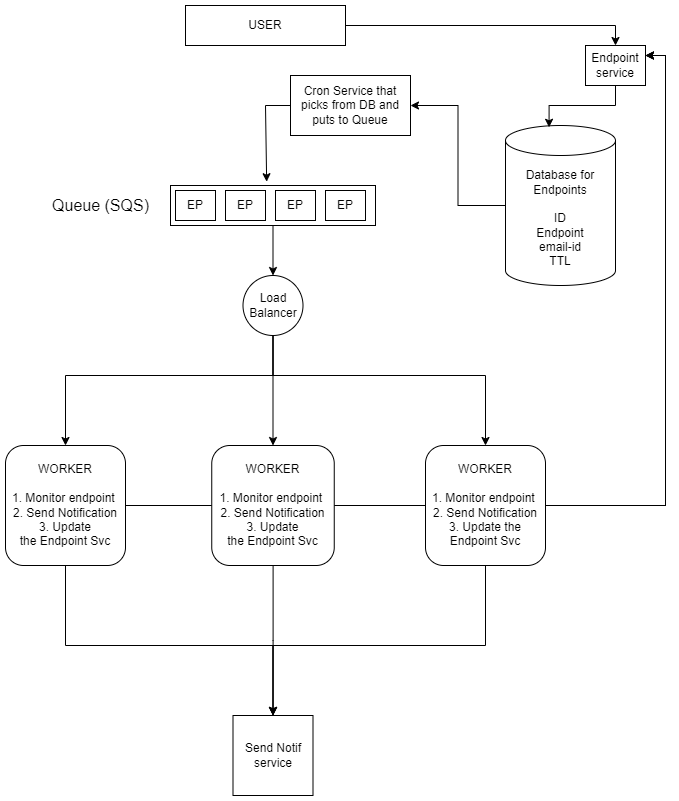 USER
Endpoint
service
Cron Service that
picks from DB and
puts to Queue
Database for
Endpoints
ID
Endpoint
email-id
TTL
Queue (SQS)
EP
EP
EP
EP
Load
Balancer
WORKER
1. Monitor endpoint
2. Send Notification
3. Update
the Endpoint Svc
WORKER
1. Monitor endpoint
2. Send Notification
3. Update
the Endpoint Svc
WORKER
1. Monitor endpoint
2. Send Notification
3. Update the
Endpoint Svc
Send Notif
service